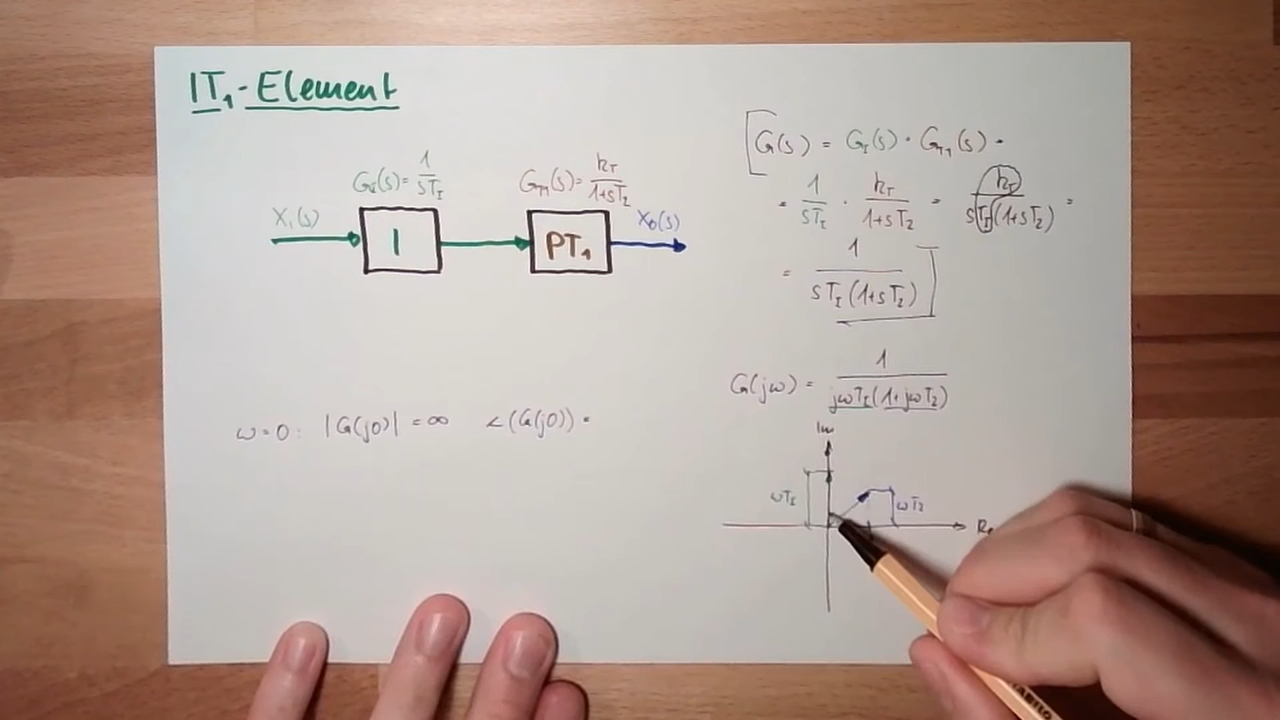 IT₁-Element
G_I(s) = 1/sT_I
G_T1(s) = k_T/1+sT_2
X_i(s)
I
PT₁
X_o(s)
G(s) = G_I(s) · G_T1(s) =
= 1/sT_I · k_T/1+sT_2 = k_T/sT_I(1+sT_2) =
= 1/sT_I(1+sT_2)
G(jω) = 1/jωT_I(1+jωT_2)
ω=0: |G(j0)| = ∞ ∠(G(j0)) =
Im
ωT_I
ωT_2